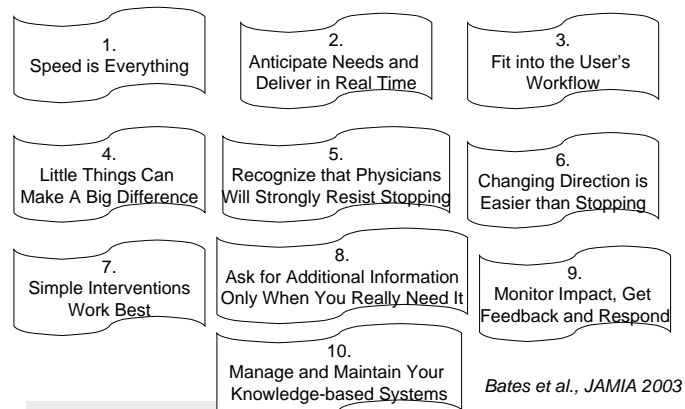 1.
Speed is Everything
2.
Anticipate Needs and
Deliver in Real Time
3.
Fit into the User's
Workflow
4.
Little Things Can
Make A Big Difference
5.
Recognize that Physicians
Will Strongly Resist Stopping
6.
Changing Direction is
Easier than Stopping
7.
Simple Interventions
Work Best
8.
Ask for Additional Information
Only When You Really Need It
9.
Monitor Impact, Get
Feedback and Respond
10.
Manage and Maintain Your
Knowledge-based Systems
Bates et al., JAMIA 2003